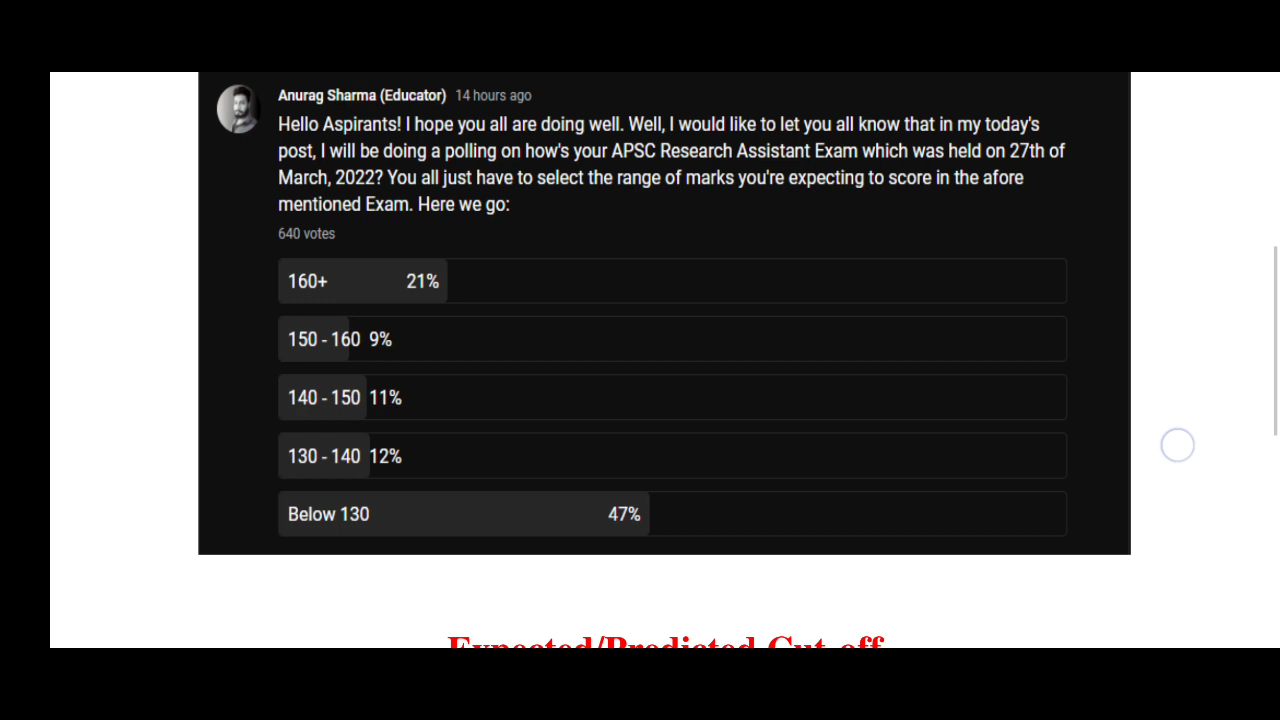 Anurag Sharma (Educator) 14 hours ago
Hello Aspirants! I hope you all are doing well. Well, I would like to let you all know that in my today's
post, I will be doing a polling on how's your APSC Research Assistant Exam which was held on 27th of
March, 2022? You all just have to select the range of marks you're expecting to score in the afore
mentioned Exam. Here we go:
640 votes
160+ 21%
150 - 160 9%
140 - 150 11%
130 - 140 12%
Below 130 47%
Expected/Predicted Cut-off